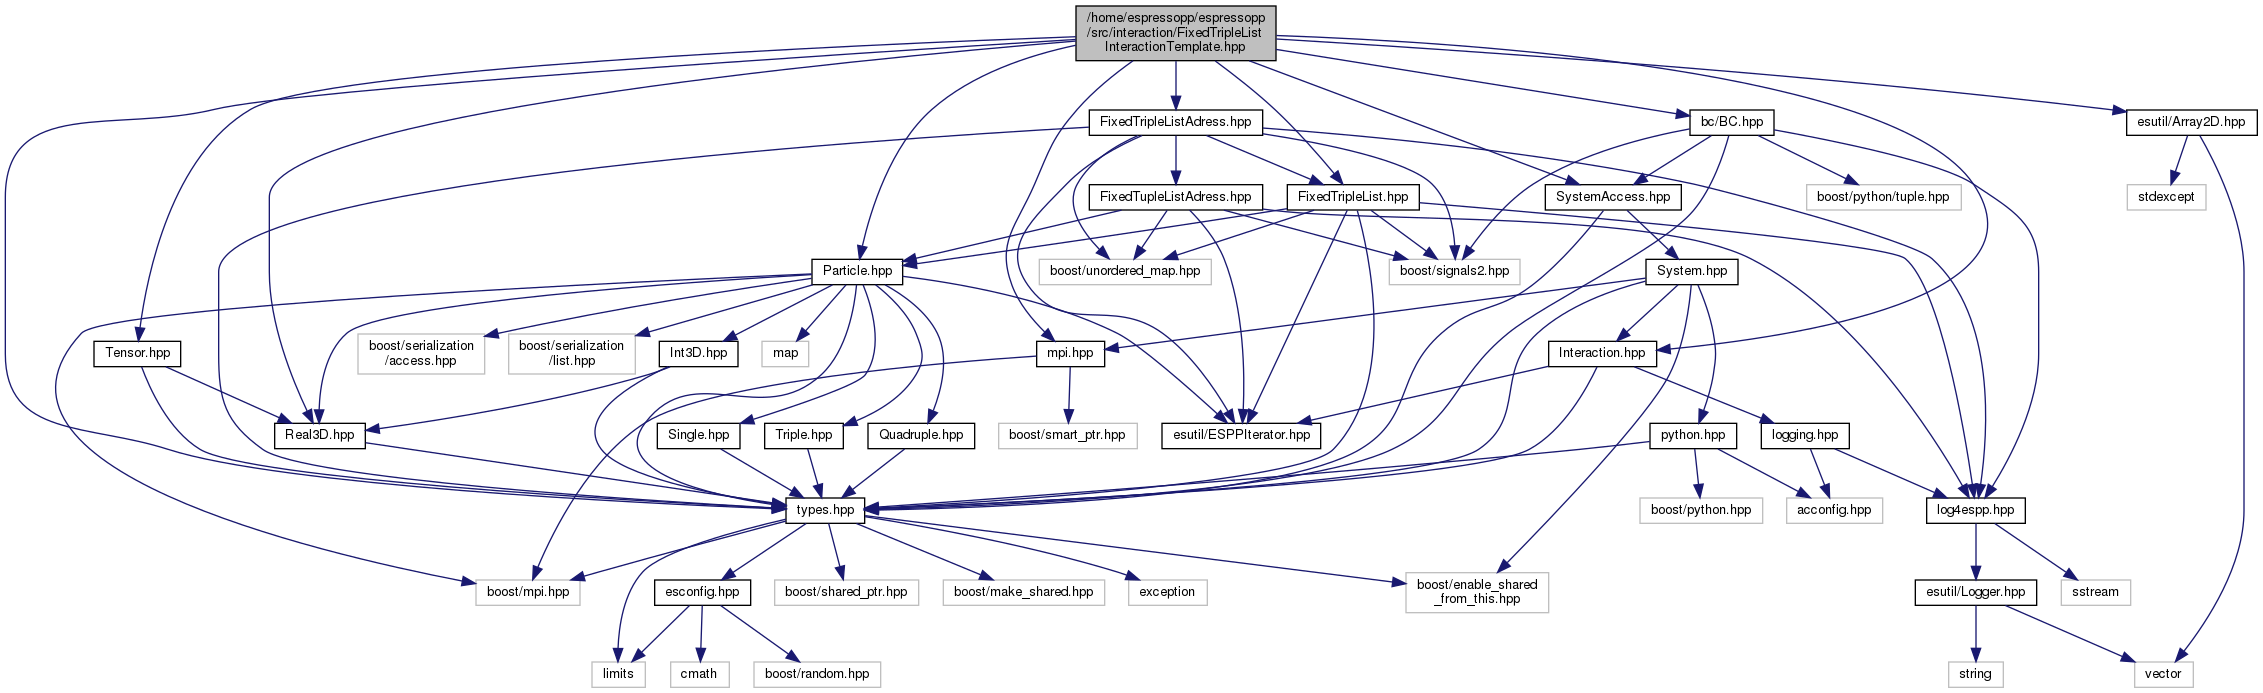 /home/espressopp/espressopp
/src/interaction/FixedTripleList
InteractionTemplate.hpp
FixedTripleListAdress.hpp
bc/BC.hpp
esutil/Array2D.hpp
FixedTupleListAdress.hpp
FixedTripleList.hpp
SystemAccess.hpp
boost/python/tuple.hpp
stdexcept
Particle.hpp
boost/unordered_map.hpp
boost/signals2.hpp
System.hpp
Tensor.hpp
boost/serialization
/access.hpp
boost/serialization
/list.hpp
Int3D.hpp
map
mpi.hpp
Interaction.hpp
Real3D.hpp
Single.hpp
Triple.hpp
Quadruple.hpp
boost/smart_ptr.hpp
esutil/ESPPIterator.hpp
python.hpp
logging.hpp
types.hpp
boost/python.hpp
acconfig.hpp
log4espp.hpp
boost/mpi.hpp
esconfig.hpp
boost/shared_ptr.hpp
boost/make_shared.hpp
exception
boost/enable_shared
_from_this.hpp
esutil/Logger.hpp
sstream
limits
cmath
boost/random.hpp
string
vector